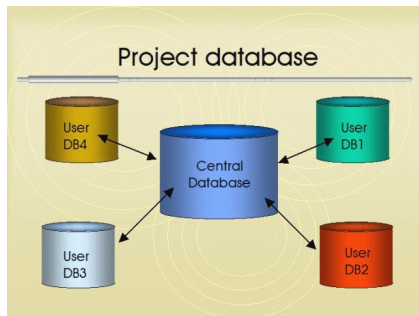 Project database
User
DB4
User
DB1
Central
Database
User
DB3
User
DB2